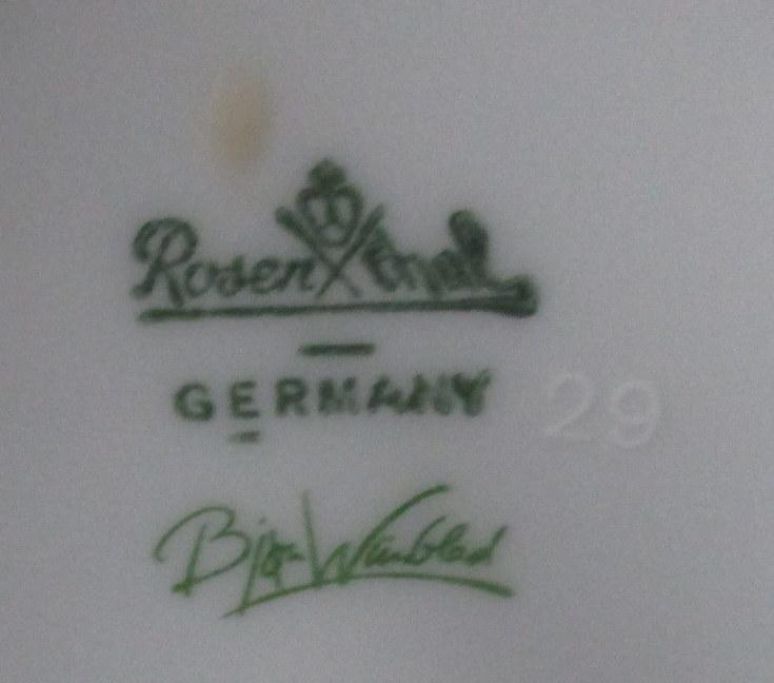 Rosenthal
GERMANY 29
Bjørn Wiinblad